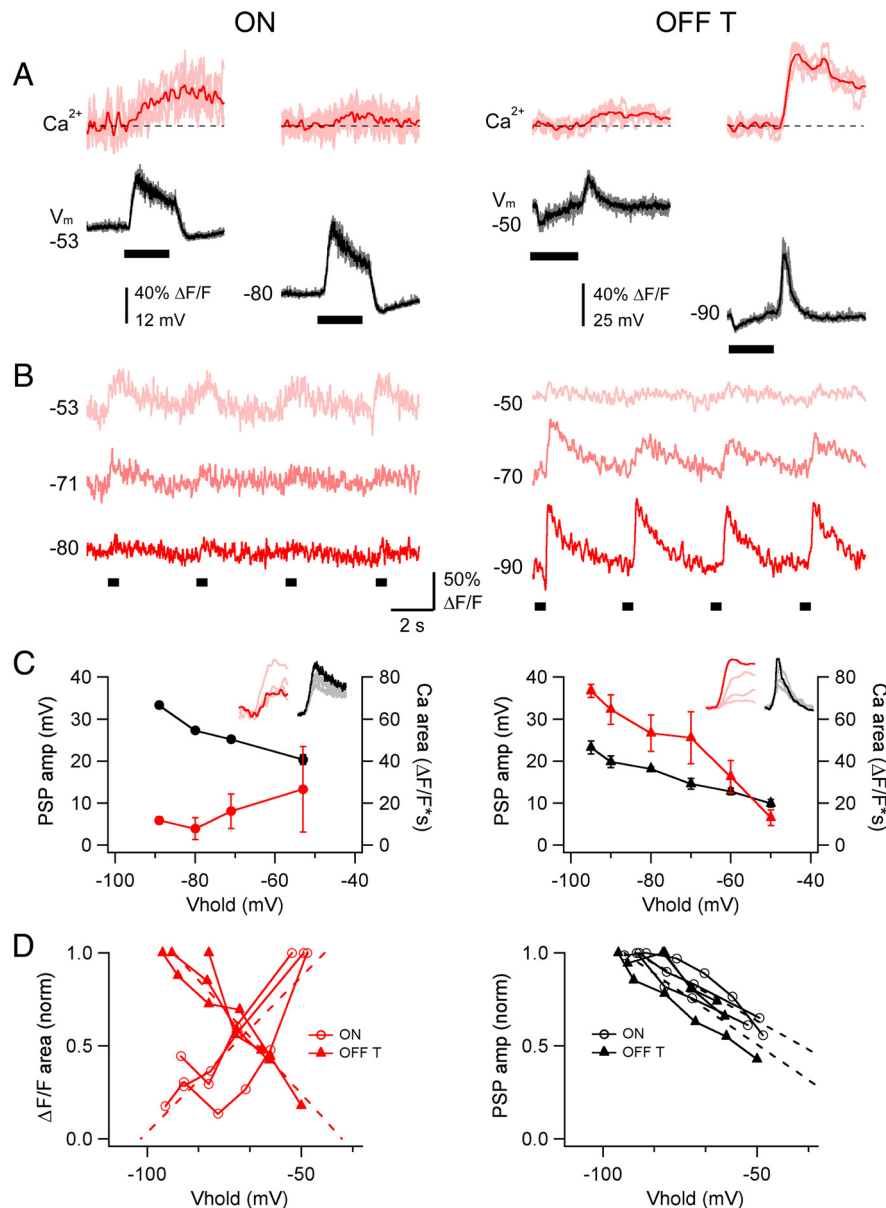 ON
OFF T
A
Ca2+
Ca2+
Vm
-53
Vm
-50
-80
-90
40% ΔF/F
12 mV
40% ΔF/F
25 mV
B
-53
-71
-80
-50
-70
-90
50%
ΔF/F
2 s
C
40
30
20
10
0
PSP amp (mV)
80
60
40
20
0
Ca area (ΔF/F*s)
-100
-80
-60
-40
Vhold (mV)
40
30
20
10
0
PSP amp (mV)
80
60
40
20
0
Ca area (ΔF/F*s)
-100
-80
-60
-40
Vhold (mV)
D
1.0
0.5
0.0
ΔF/F area (norm)
ON
OFF T
-100
-50
Vhold (mV)
1.0
0.5
0.0
PSP amp (norm)
ON
OFF T
-100
-50
Vhold (mV)